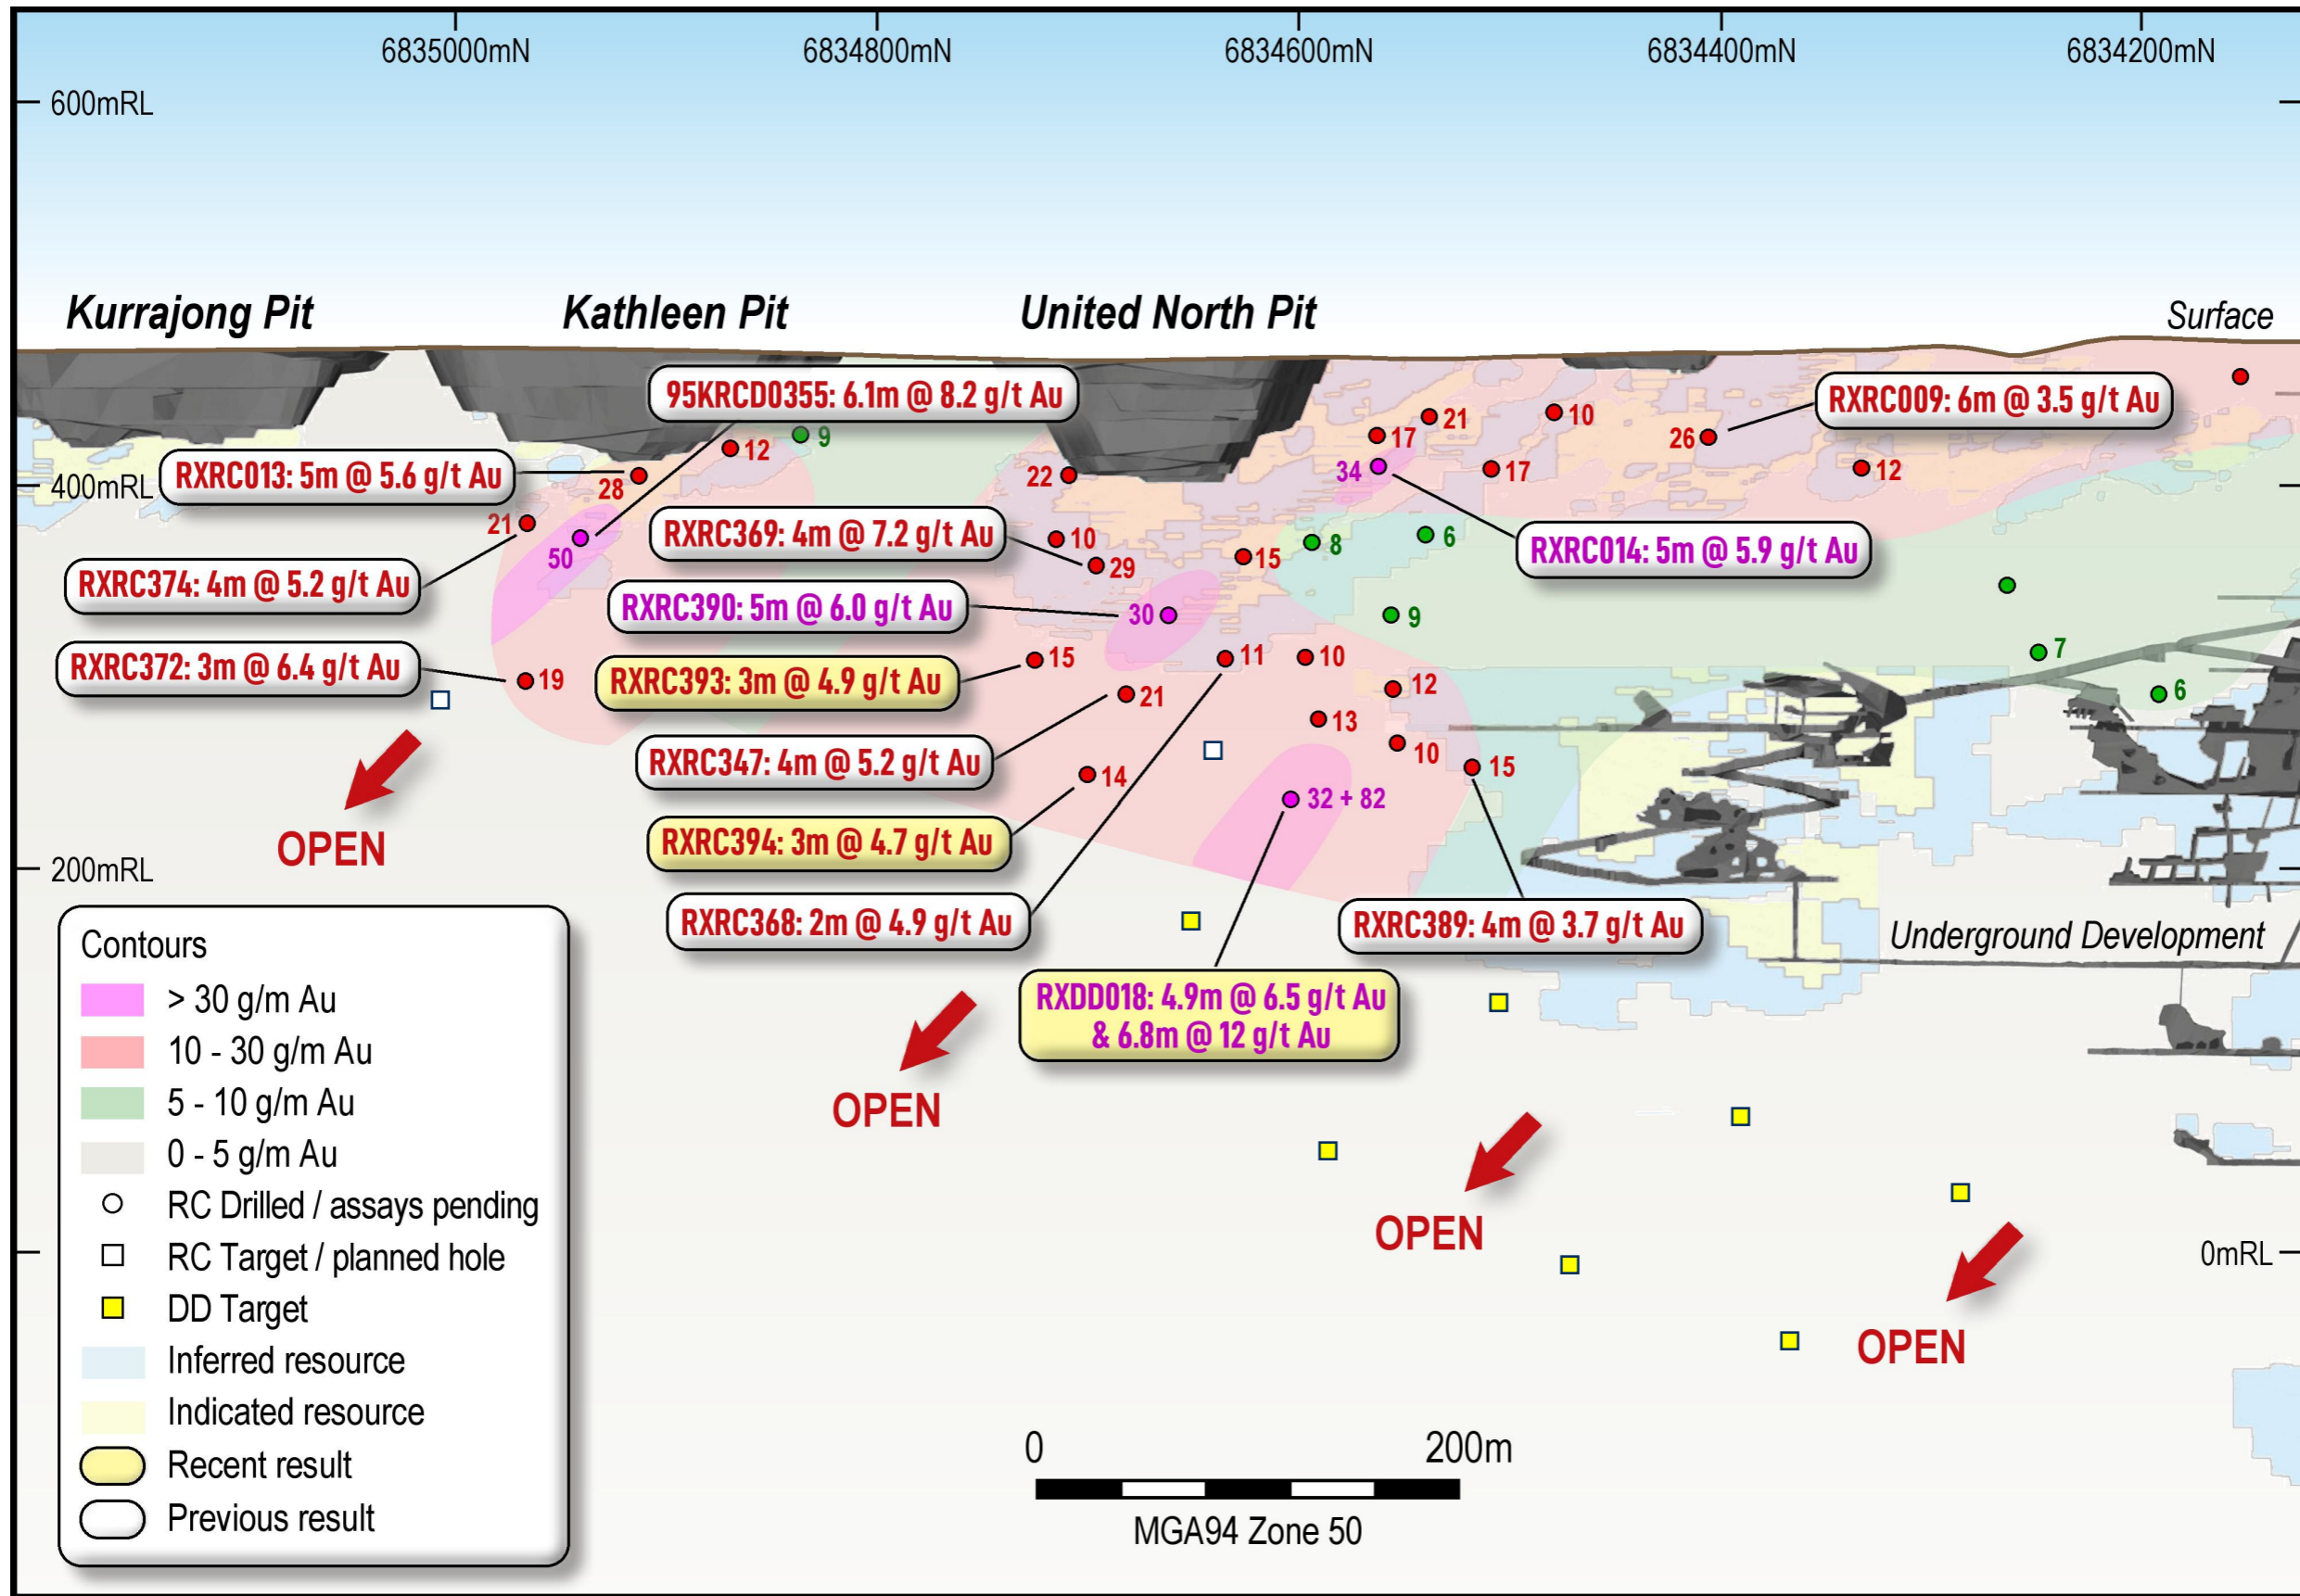 6835000mN
6834800mN
6834600mN
6834400mN
6834200mN
600mRL
Kurrajong Pit
Kathleen Pit
United North Pit
Surface
95KRCD0355: 6.1m @ 8.2 g/t Au
RXRC009: 6m @ 3.5 g/t Au
21
10
17
26
12
9
RXRC013: 5m @ 5.6 g/t Au
28
22
34
17
12
400mRL
21
50
RXRC369: 4m @ 7.2 g/t Au
10
29
15
8
6
RXRC014: 5m @ 5.9 g/t Au
RXRC374: 4m @ 5.2 g/t Au
RXRC390: 5m @ 6.0 g/t Au
30
9
7
RXRC372: 3m @ 6.4 g/t Au
19
RXRC393: 3m @ 4.9 g/t Au
15
11
10
12
6
21
13
RXRC347: 4m @ 5.2 g/t Au
14
10
15
32 + 82
OPEN
RXRC394: 3m @ 4.7 g/t Au
200mRL
RXRC368: 2m @ 4.9 g/t Au
RXRC389: 4m @ 3.7 g/t Au
Underground Development
RXDD018: 4.9m @ 6.5 g/t Au
& 6.8m @ 12 g/t Au
OPEN
OPEN
0mRL
OPEN
Contours
> 30 g/m Au
10 - 30 g/m Au
5 - 10 g/m Au
0 - 5 g/m Au
RC Drilled / assays pending
RC Target / planned hole
DD Target
Inferred resource
Indicated resource
Recent result
Previous result
0
200m
MGA94 Zone 50